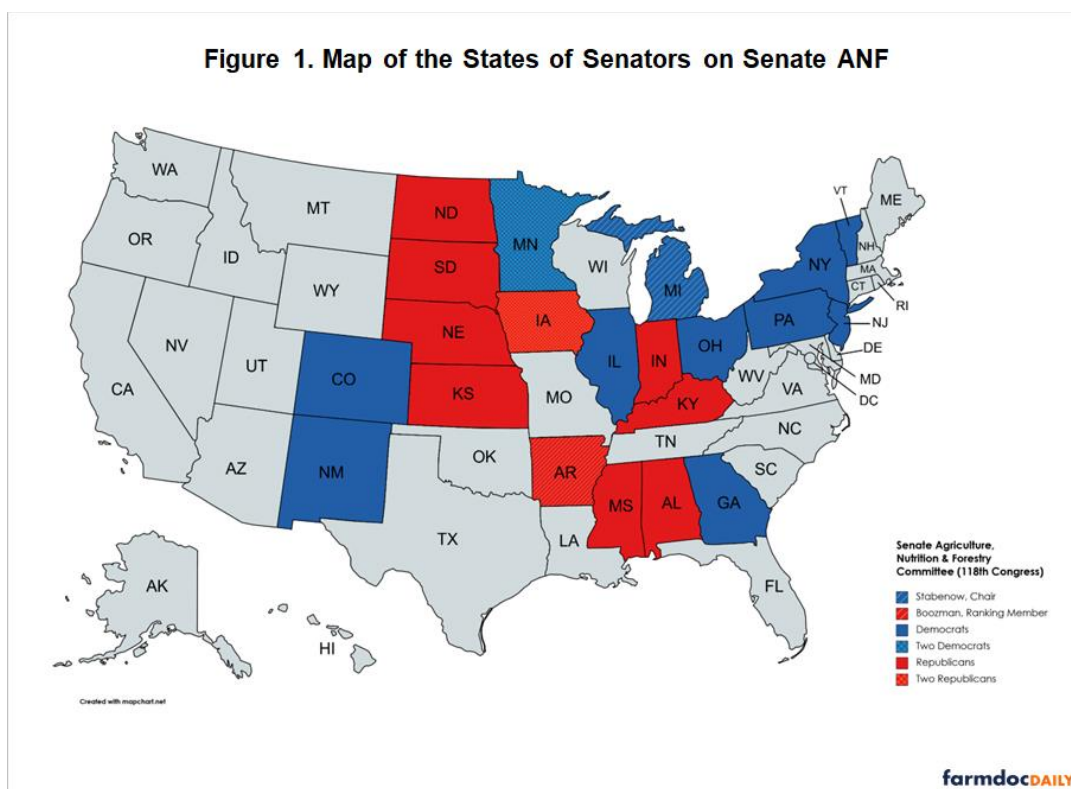 Figure 1. Map of the States of Senators on Senate ANF
WA
MT
ND
MN
VT
ME
OR
ID
SD
WI
MI
NY
NH
MA
WY
CT
RI
NE
IA
PA
NJ
NV
UT
CO
IL
IN
OH
DE
CA
KS
MO
WV
VA
MD
KY
DC
TN
NC
AZ
NM
OK
AR
SC
MS
AL
GA
TX
LA
FL
AK
HI
Senate Agriculture,
Nutrition & Forestry
Committee (118th Congress)
Stabenow, Chair
Boozman, Ranking Member
Democrats
Two Democrats
Republicans
Two Republicans
Created with mapchart.net
farmdocDAILY